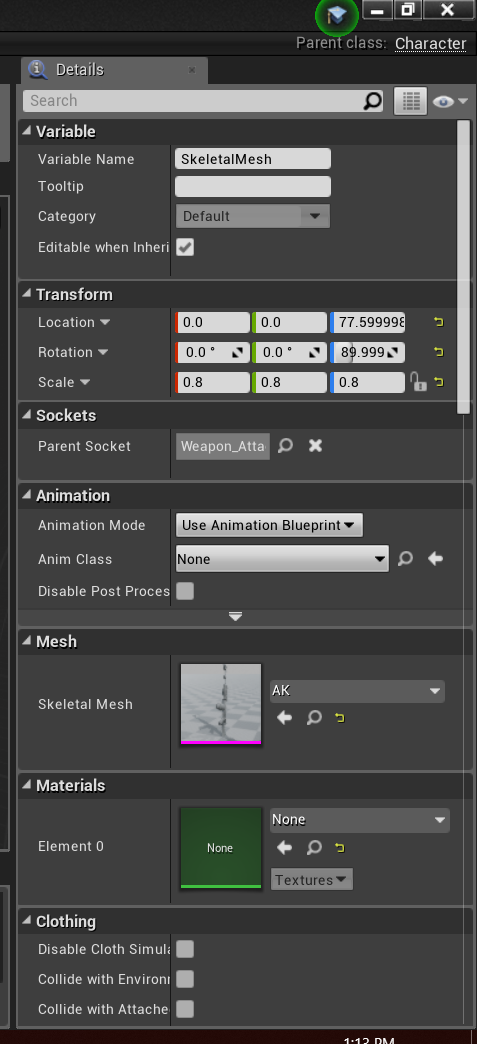 Parent class: Character
Details
Search
Variable
Variable Name SkeletalMesh
Tooltip
Category Default
Editable when Inheri
Transform
Location 0.0 0.0 77.599998
Rotation 0.0 ° 0.0 ° 89.999
Scale 0.8 0.8 0.8
Sockets
Parent Socket Weapon_Atta
Animation
Animation Mode Use Animation Blueprint
Anim Class None
Disable Post Proces
Mesh
Skeletal Mesh AK
Materials
Element 0 None None
Textures
Clothing
Disable Cloth Simula
Collide with Environr
Collide with Attache
1:13 PM